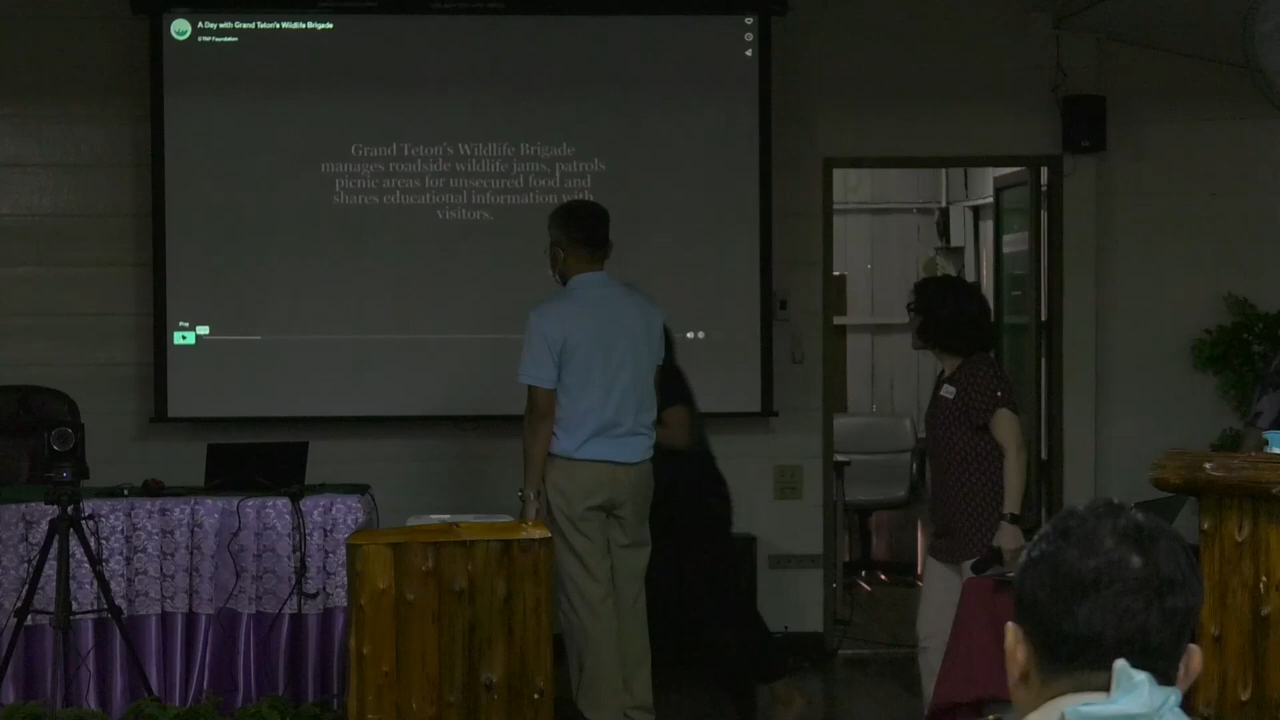 A Day with Grand Teton's Wildlife Brigade
GTNP Foundation
Grand Teton's Wildlife Brigade
manages roadside wildlife jams, patrols
picnic areas for unsecured food and
shares educational information with
visitors.
Play